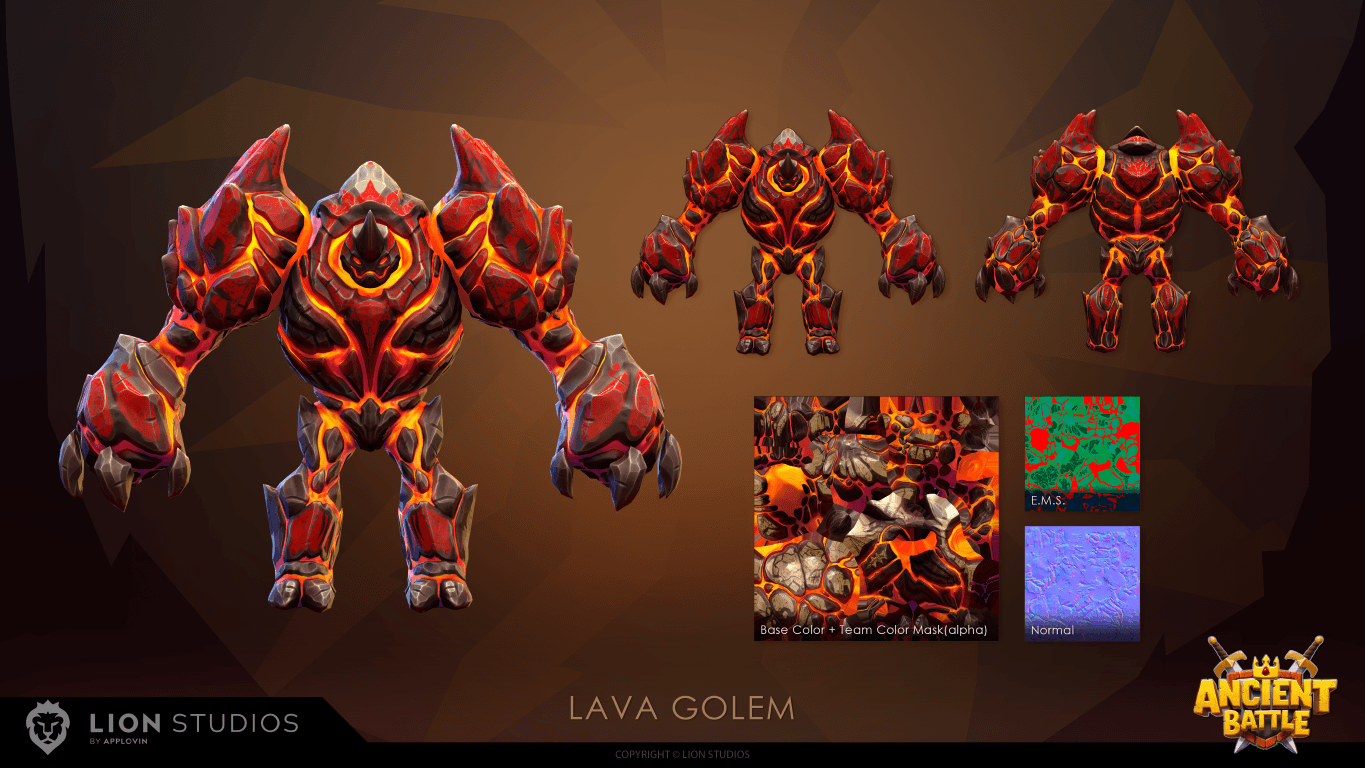 E.M.S.
Base Color + Team Color Mask(alpha)
Normal
LAVA GOLEM
LION STUDIOS
BY APPLOVIN
ANCIENT
BATTLE
COPYRIGHT © LION STUDIOS